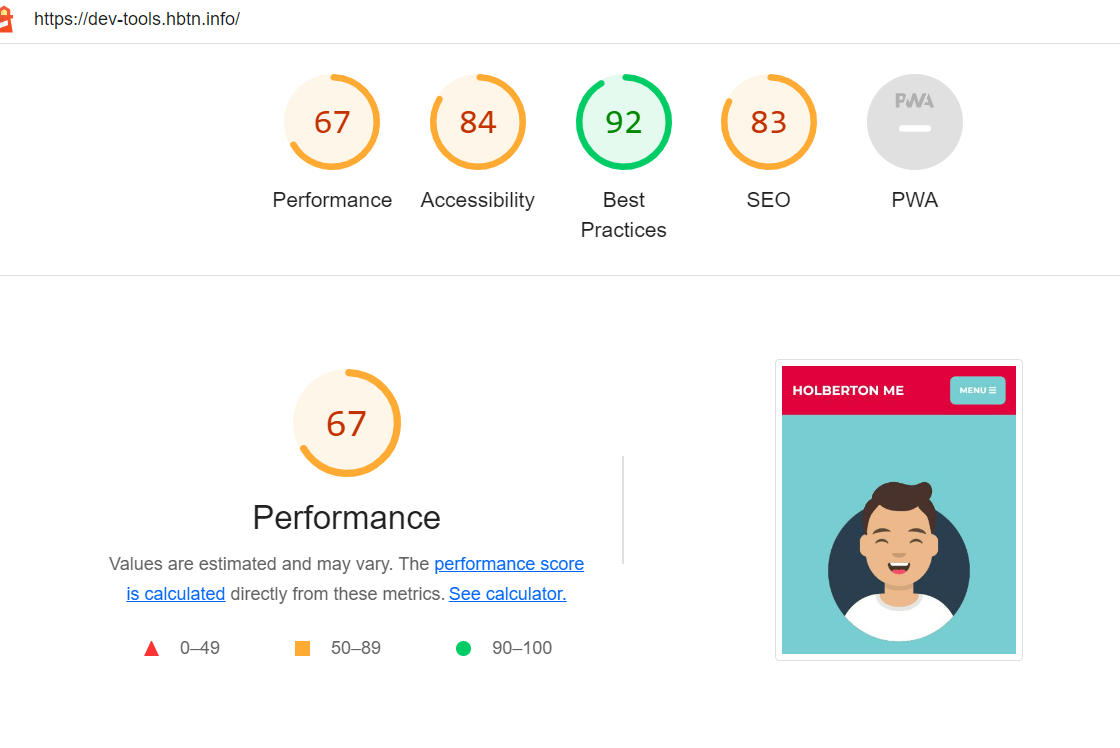 https://dev-tools.hbtn.info/
67
84
92
83
PWA
Performance
Accessibility
Best
Practices
SEO
PWA
67
Performance
Values are estimated and may vary. The performance score
is calculated directly from these metrics. See calculator.
0–49
50–89
90–100
HOLBERTON ME
MENU